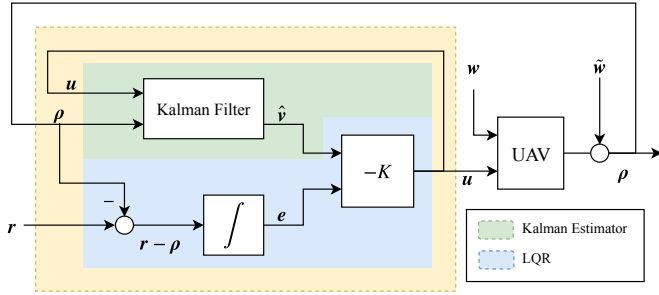 u
ρ
Kalman Filter
v̂
w
w̃
UAV
ρ
−K
u
−
r
r − ρ
∫
e
Kalman Estimator
LQR